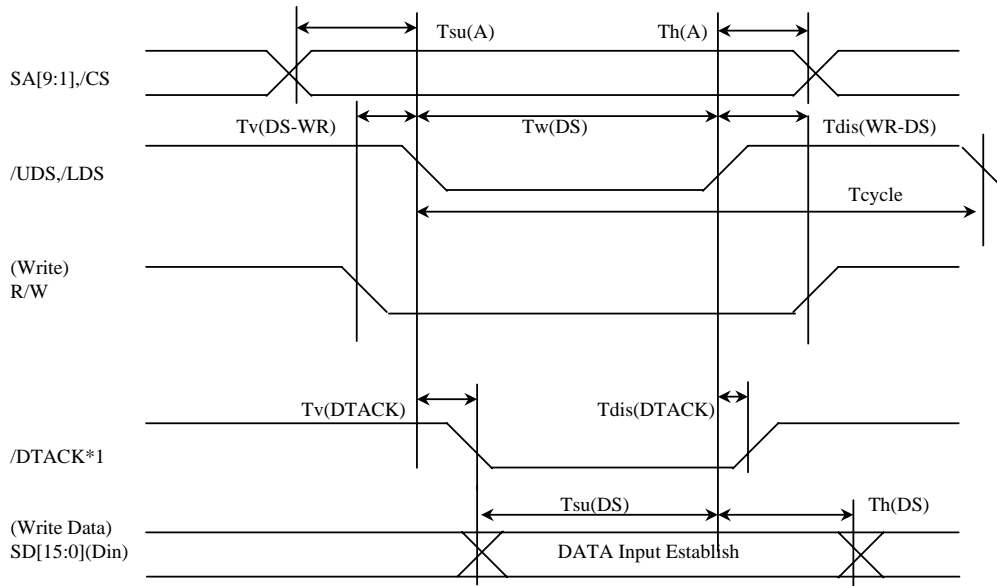 Tsu(A) Th(A)
SA[9:1],/CS
Tv(DS-WR) Tw(DS) Tdis(WR-DS)
/UDS,/LDS
Tcycle
(Write)
R/W
Tv(DTACK) Tdis(DTACK)
/DTACK*1
Tsu(DS) Th(DS)
(Write Data)
SD[15:0](Din) DATA Input Establish